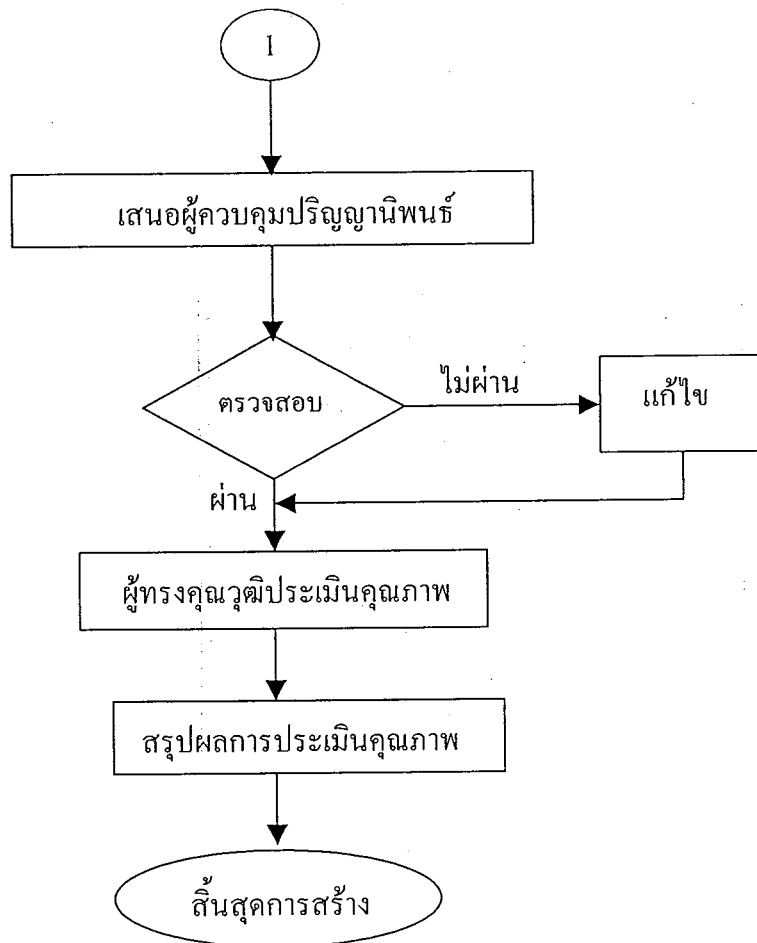 1
เสนอผู้ควบคุมปริญญานิพนธ์
ตรวจสอบ
ไม่ผ่าน
แก้ไข
ผ่าน
ผู้ทรงคุณวุฒิประเมินคุณภาพ
สรุปผลการประเมินคุณภาพ
สิ้นสุดการสร้าง